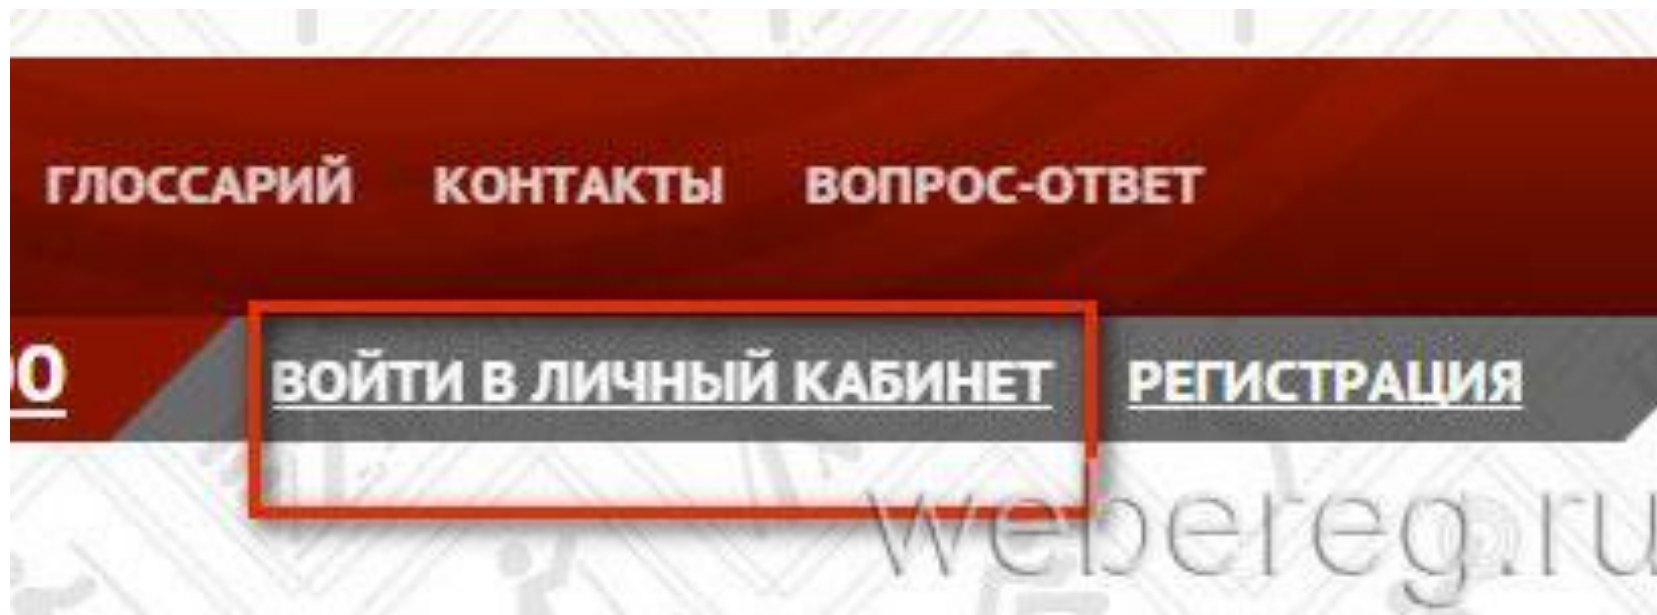 ГЛОССАРИЙ КОНТАКТЫ ВОПРОС-ОТВЕТ
ВОЙТИ В ЛИЧНЫЙ КАБИНЕТ РЕГИСТРАЦИЯ
webereg.ru